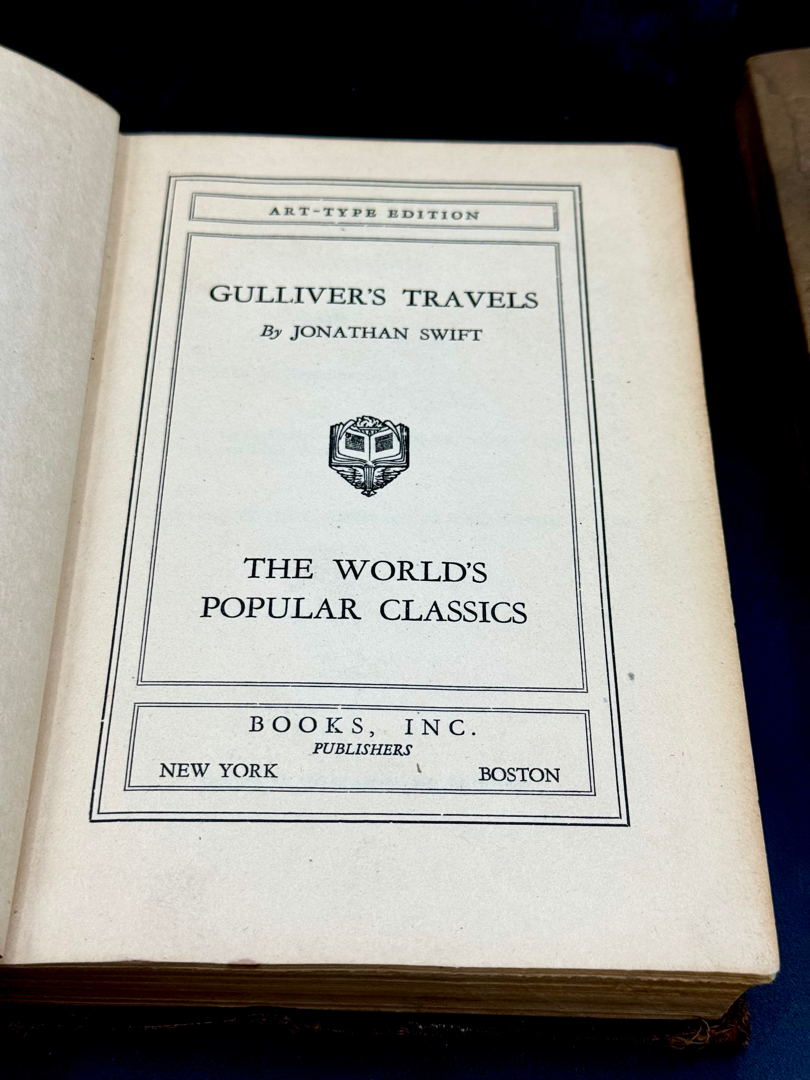 ART-TYPE EDITION
GULLIVER'S TRAVELS
By JONATHAN SWIFT
THE WORLD'S
POPULAR CLASSICS
BOOKS, INC.
PUBLISHERS
NEW YORK BOSTON